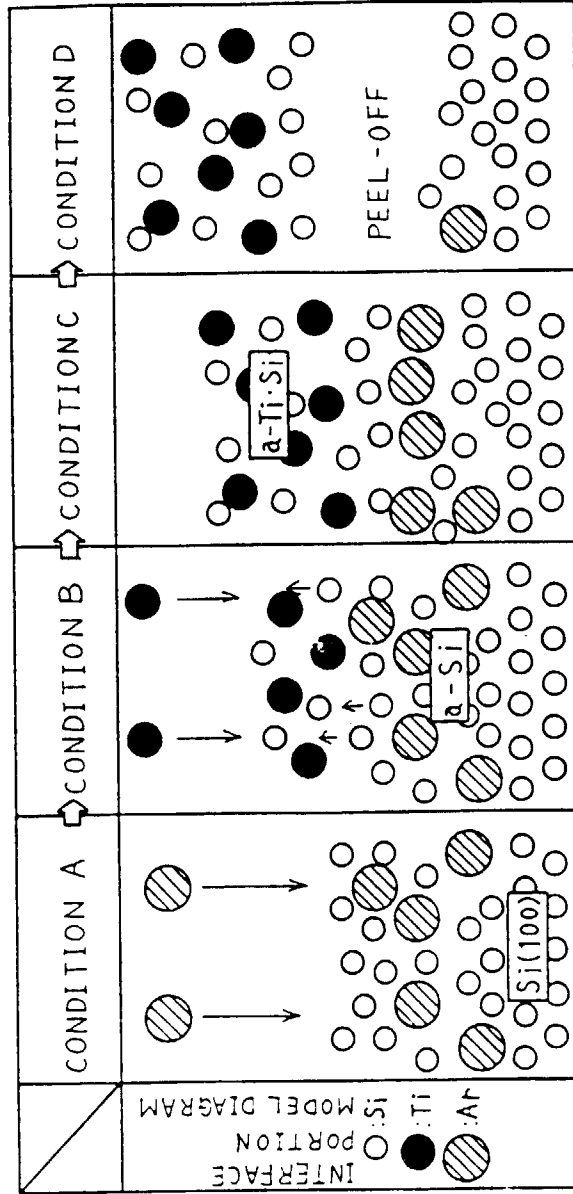 CONDITION A
CONDITION B
CONDITION C
CONDITION D
INTERFACE
PORTION
MODEL DIAGRAM
:Si
:Ti
:Ar
Si(100)
a-Si
a-Ti·Si
PEEL-OFF